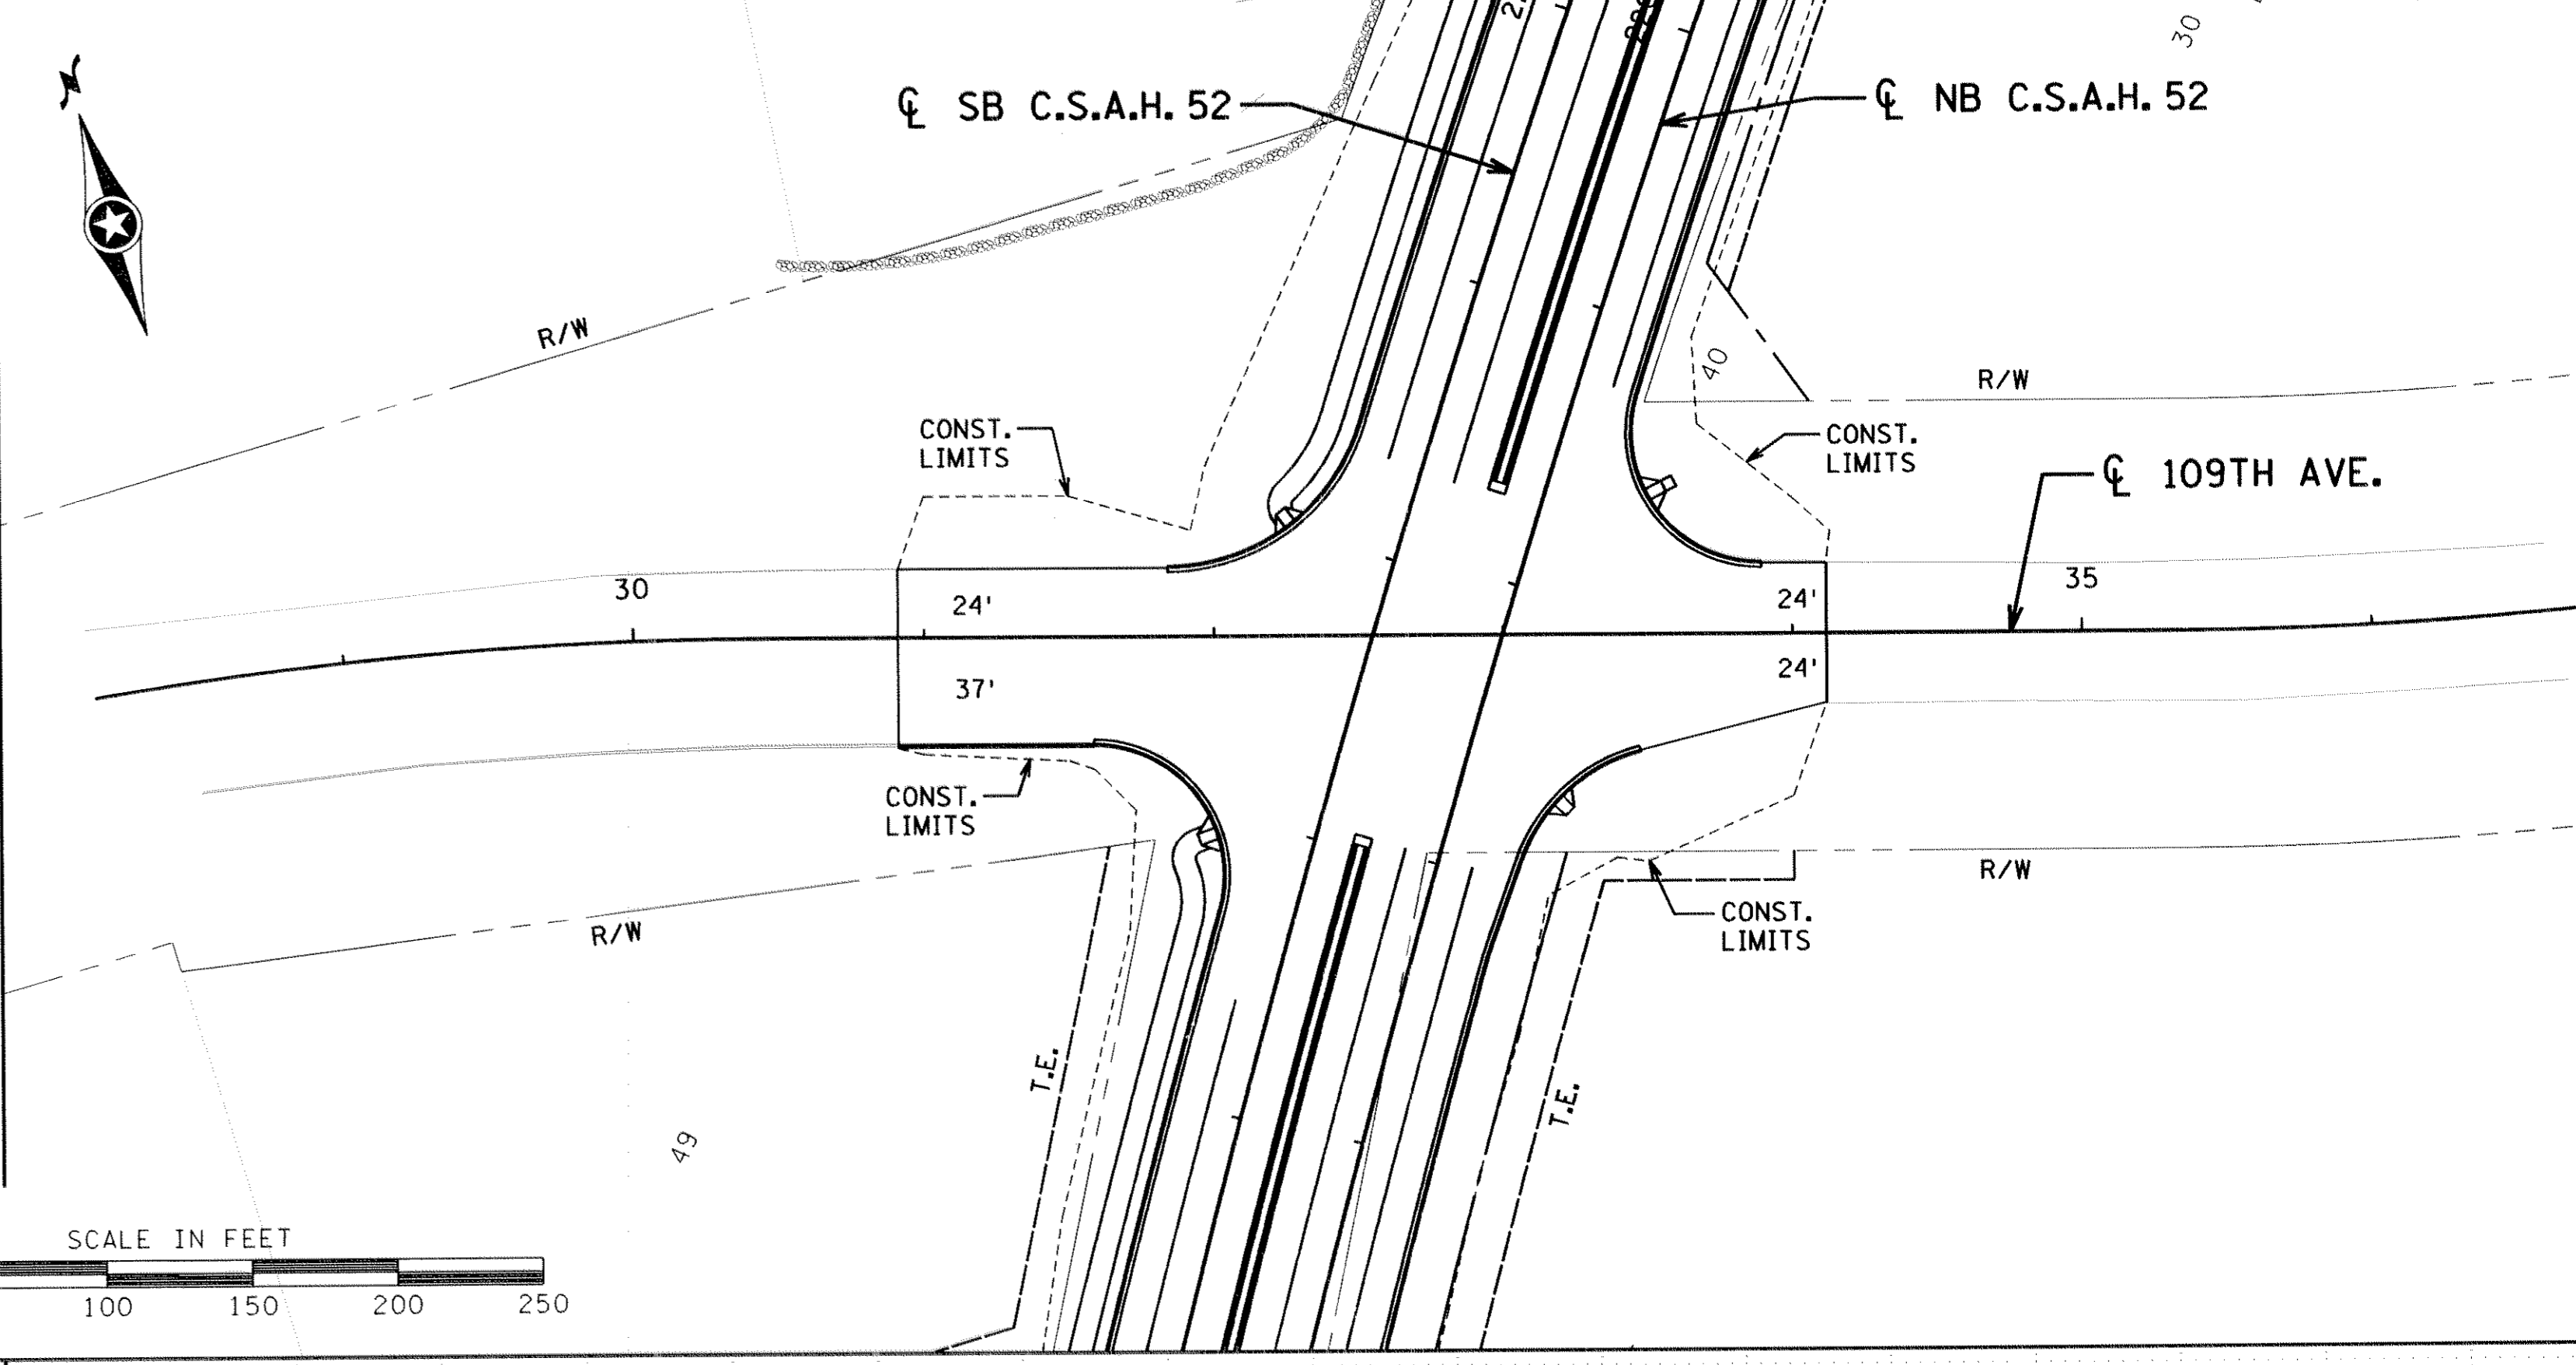 N
30
℄ SB C.S.A.H. 52
℄ NB C.S.A.H. 52
R/W
40
R/W
CONST.
LIMITS
CONST.
LIMITS
℄ 109TH AVE.
30
24'
24'
35
37'
24'
CONST.
LIMITS
R/W
R/W
CONST.
LIMITS
T.E.
T.E.
49
SCALE IN FEET
100 150 200 250